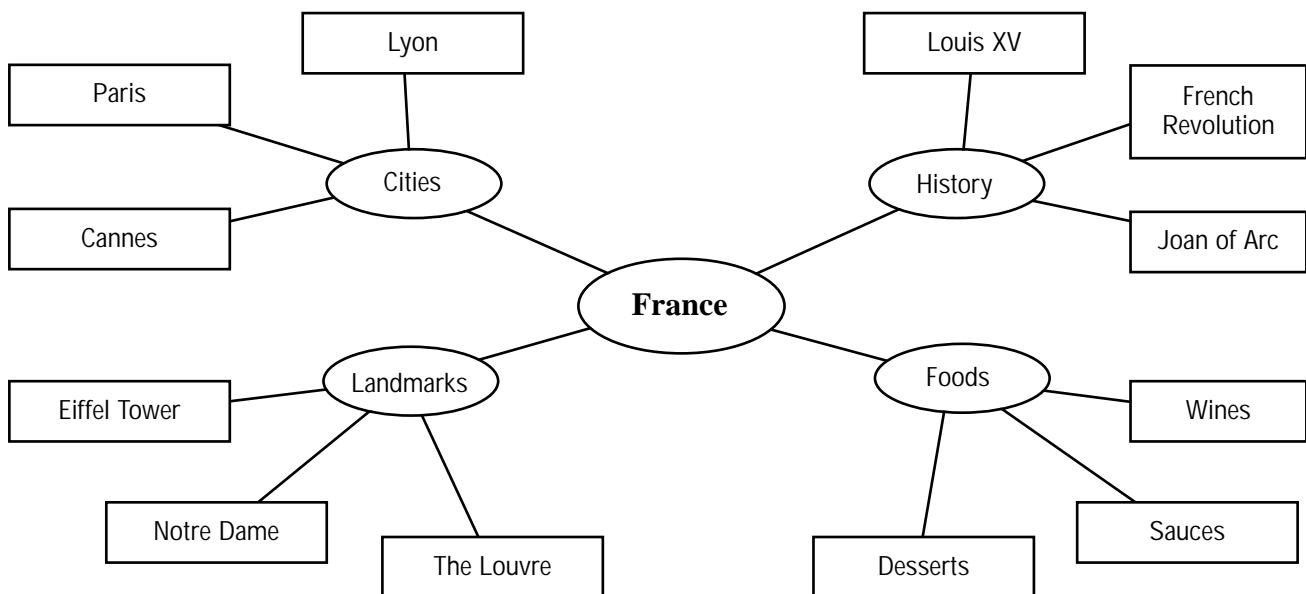 Lyon
Louis XV
Paris
French
Revolution
Cities
History
Cannes
Joan of Arc
France
Landmarks
Foods
Eiffel Tower
Wines
Notre Dame
Sauces
The Louvre
Desserts